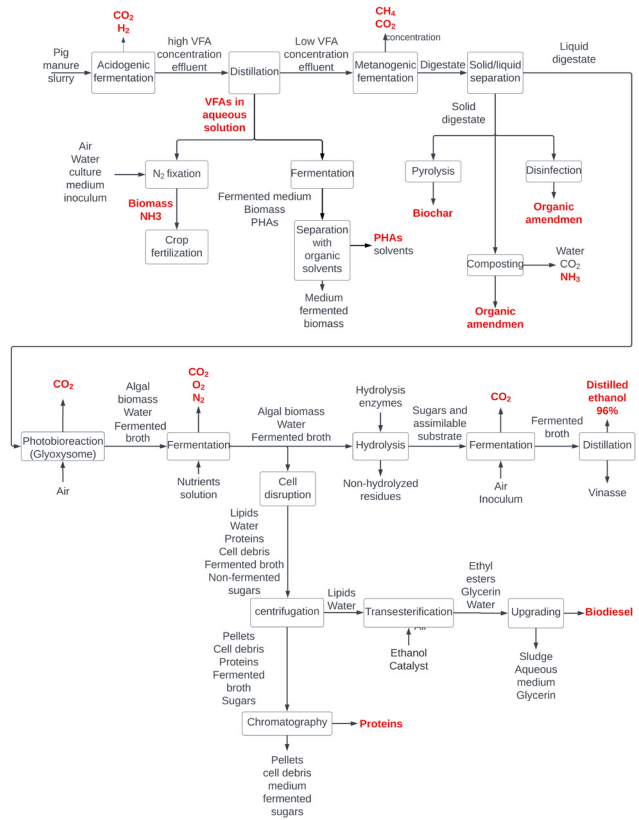 CO2
H2
CH4
CO2
concentration
Pig
manure
slurry
Acidogenic
fermentation
high VFA
concentration
effluent
Distillation
Low VFA
concentration
effluent
Metanogenic
fementation
Digestate
Solid/liquid
separation
Liquid
digestate
VFAs in
aqueous
solution
Solid
digestate
Air
Water
culture
medium
inoculum
N2 fixation
Fermentation
Pyrolysis
Disinfection
Biomass
NH3
Fermented medium
Biomass
PHAs
Biochar
Organic
amendmen
Crop
fertilization
Separation
with
organic
solvents
PHAs
solvents
Composting
Water
CO2
NH3
Medium
fermented
biomass
Organic
amendmen
CO2
Algal
biomass
Water
Fermented
broth
CO2
O2
N2
Algal biomass
Water
Fermented broth
Hydrolysis
enzymes
Sugars and
assimilable
substrate
CO2
Fermented
broth
Distilled
ethanol
96%
Photobioreaction
(Glyoxysome)
Fermentation
Hydrolysis
Fermentation
Distillation
Air
Nutrients
solution
Cell
disruption
Non-hydrolyzed
residues
Air
Inoculum
Vinasse
Lipids
Water
Proteins
Cell debris
Fermented broth
Non-fermented
sugars
centrifugation
Lipids
Water
Transesterification
Ethyl
esters
Glycerin
Water
Upgrading
Biodiesel
Air
Ethanol
Catalyst
Sludge
Aqueous
medium
Glycerin
Pellets
Cell debris
Proteins
Fermented
broth
Sugars
Chromatography
Proteins
Pellets
cell debris
medium
fermented
sugars